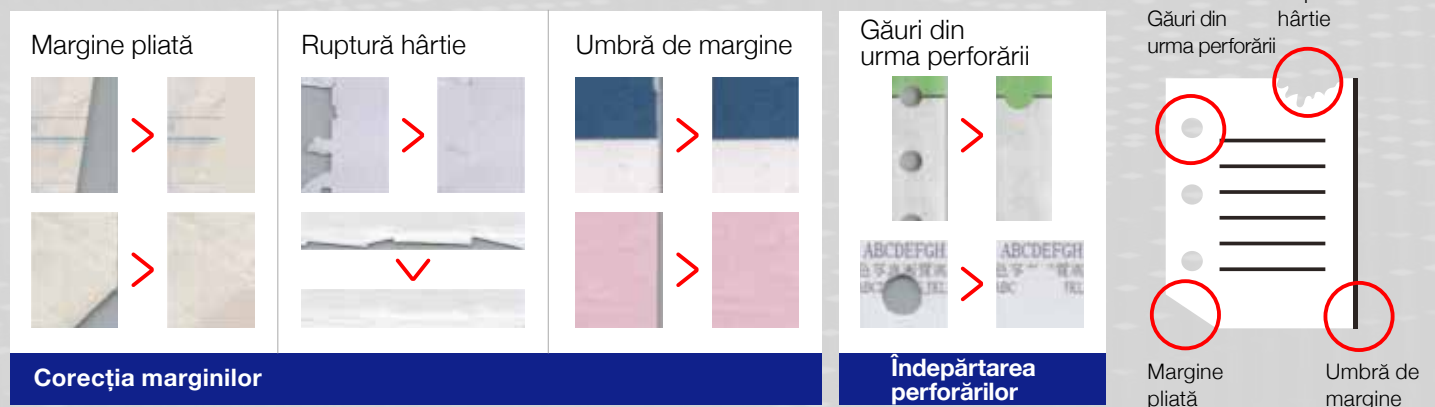 Margine pliată
Ruptură hârtie
Umbră de margine
Corecția marginilor
Găuri din
urma perforării
ABCDEFGH
ABCDEFGH
Îndepărtarea
perforărilor
Găuri din
urma perforării
hârtie
Margine
pliată
Umbră de
margine